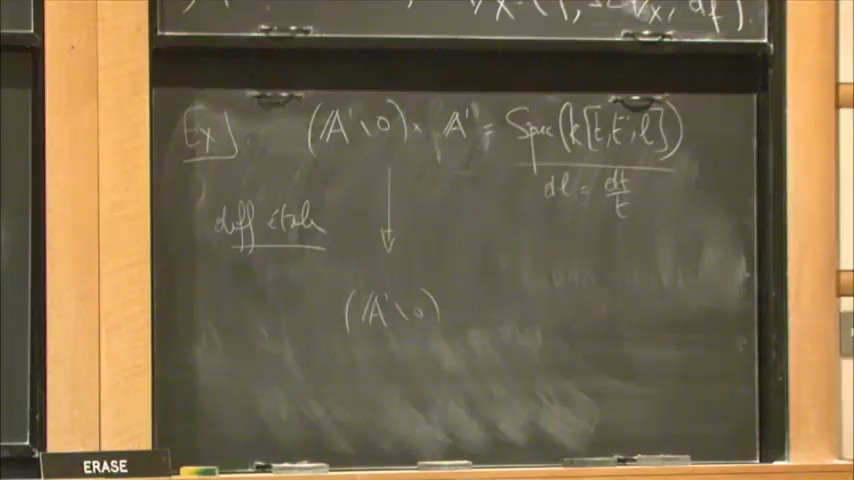 Ex]. (𝔸¹\0) × 𝔸¹ = Spec(k[t,t⁻¹,l])
dl = dt/t
diff étale
↓
(𝔸¹\0)
ERASE